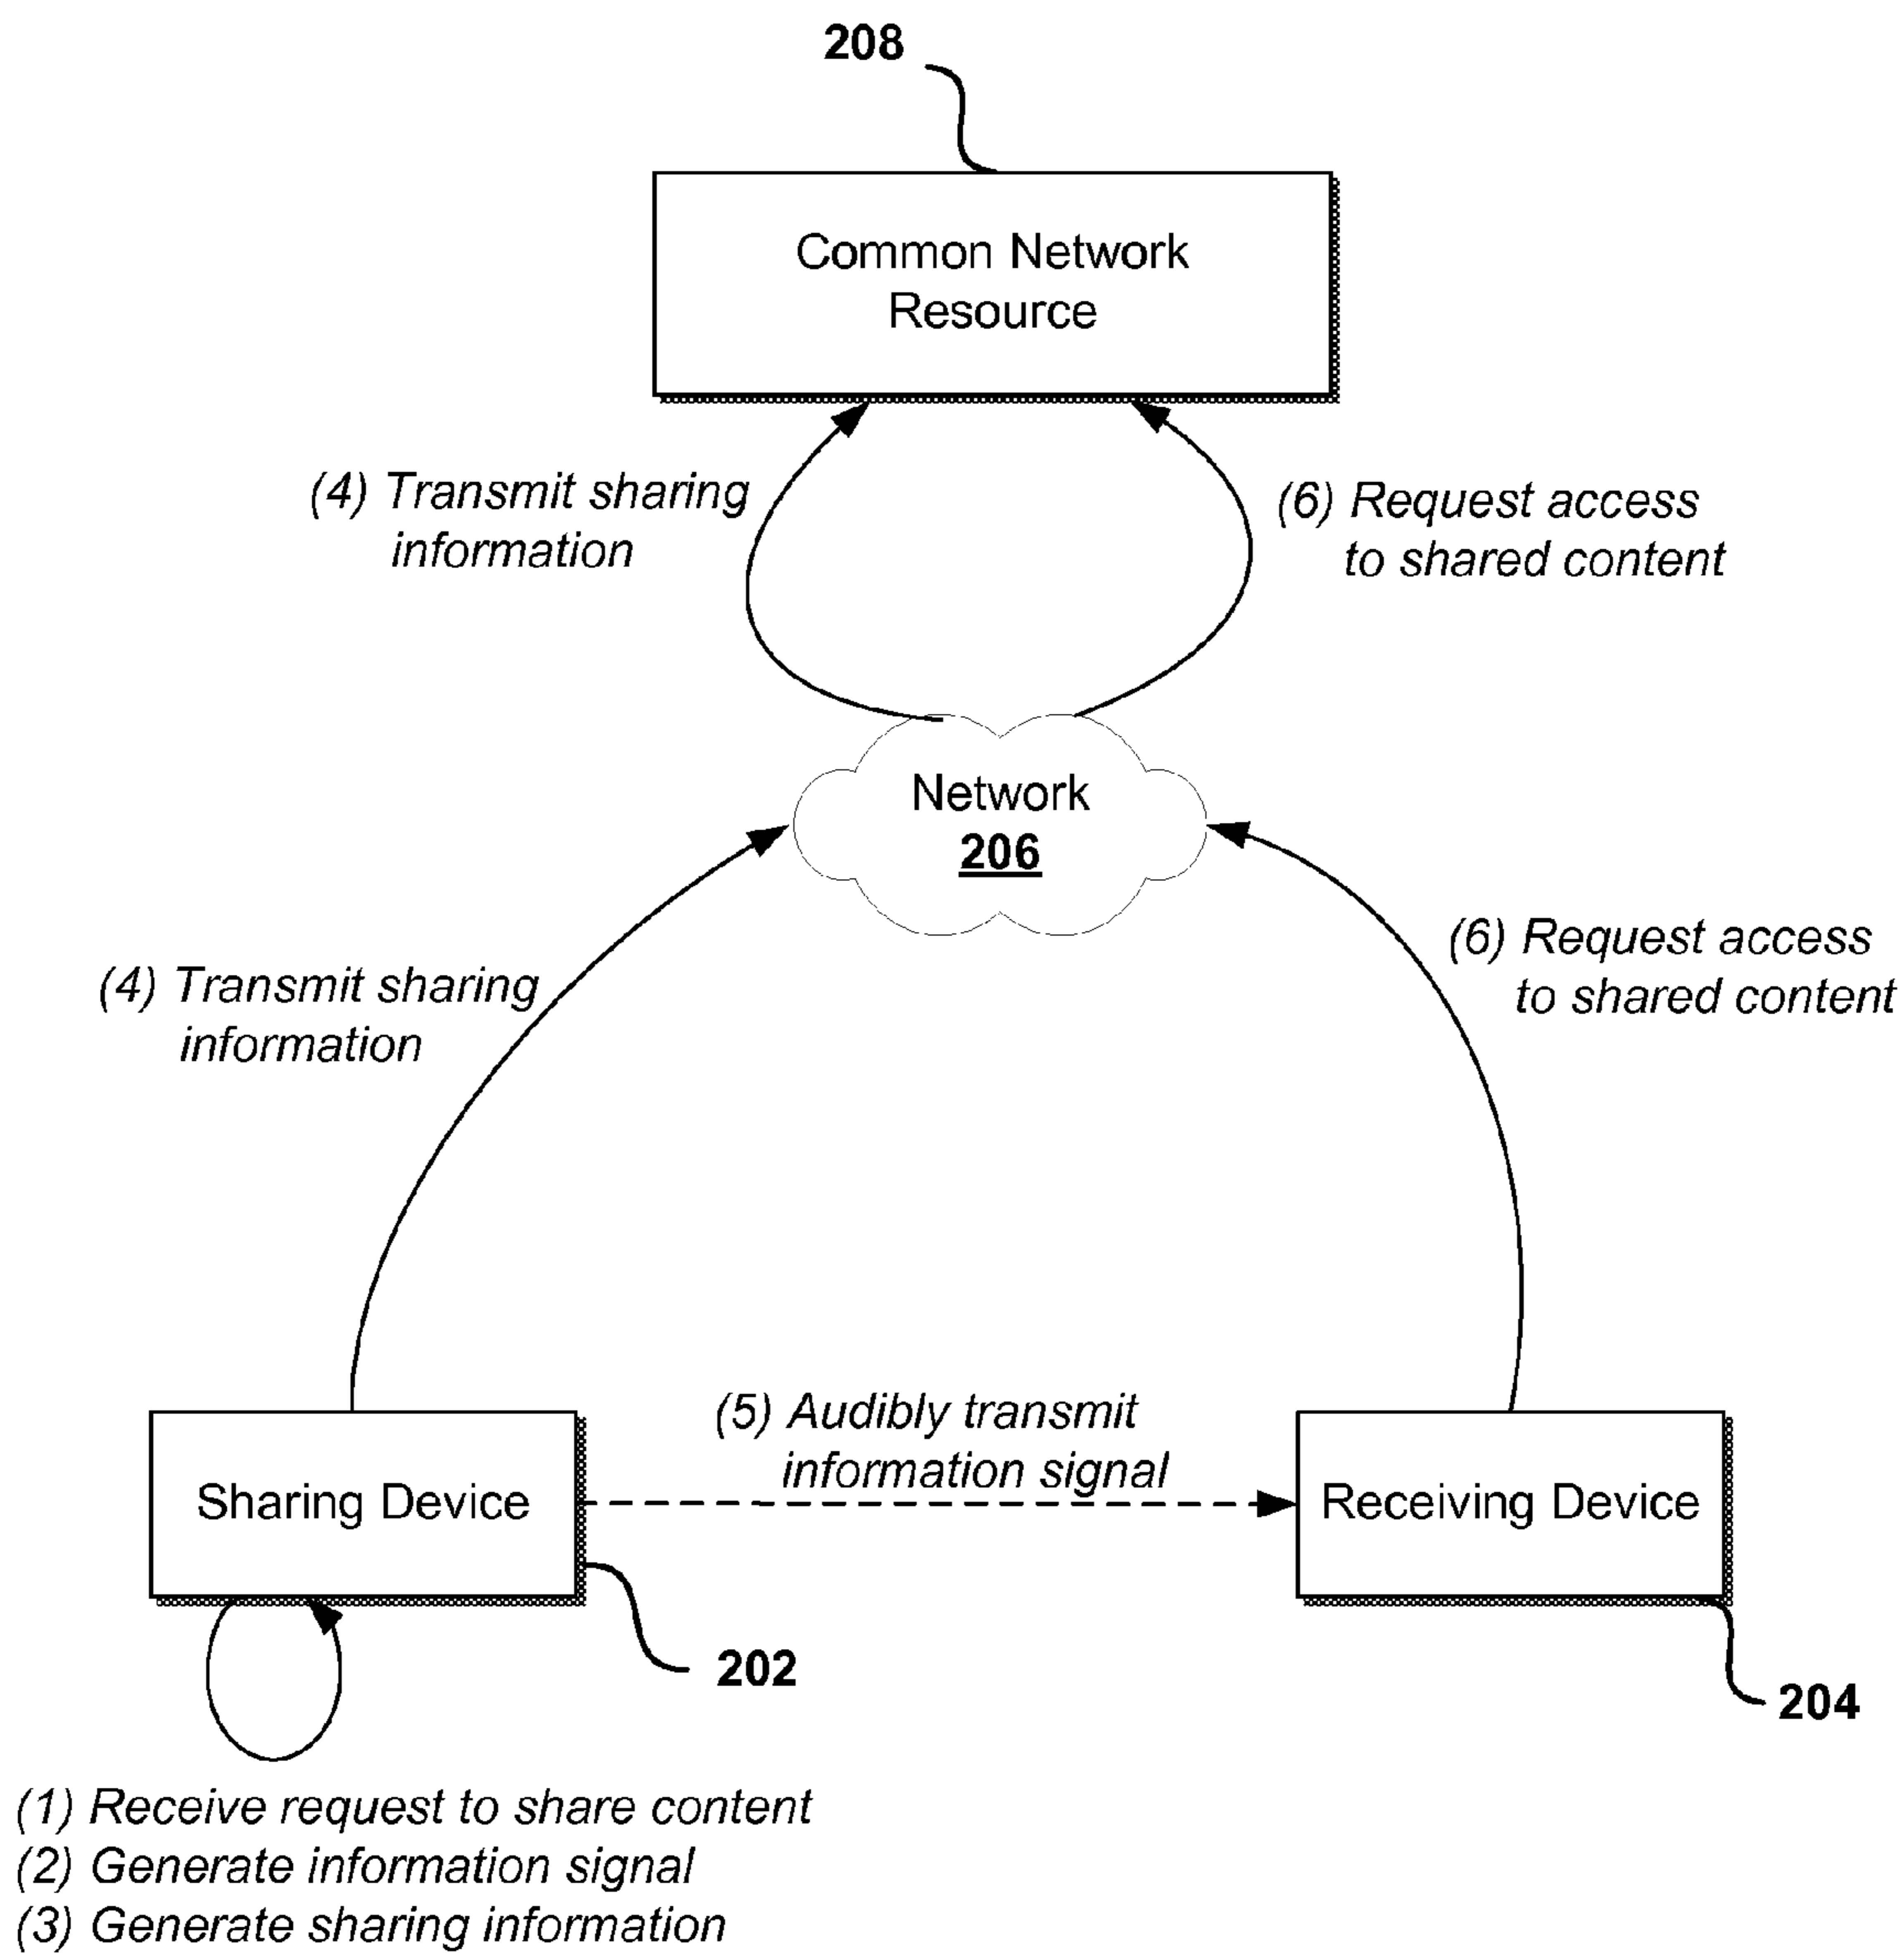 208
Common Network
Resource
(4) Transmit sharing
information
(6) Request access
to shared content
Network
206
(4) Transmit sharing
information
(6) Request access
to shared content
(5) Audibly transmit
information signal
Sharing Device
Receiving Device
202
204
(1) Receive request to share content
(2) Generate information signal
(3) Generate sharing information